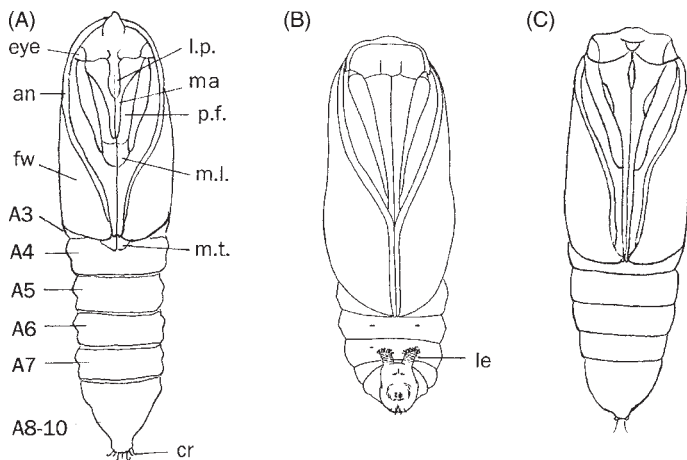 (A)
(B)
(C)
eye
l.p.
an
ma
p.f.
fw
m.l.
A3
A4
m.t.
A5
A6
A7
le
A8-10
cr